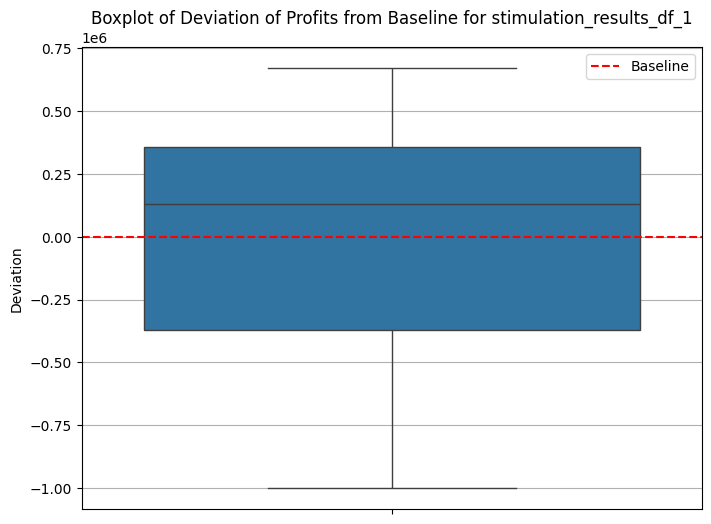 Boxplot of Deviation of Profits from Baseline for stimulation_results_df_1
1e6
Baseline
0.75
0.50
0.25
0.00
−0.25
−0.50
−0.75
−1.00
Deviation